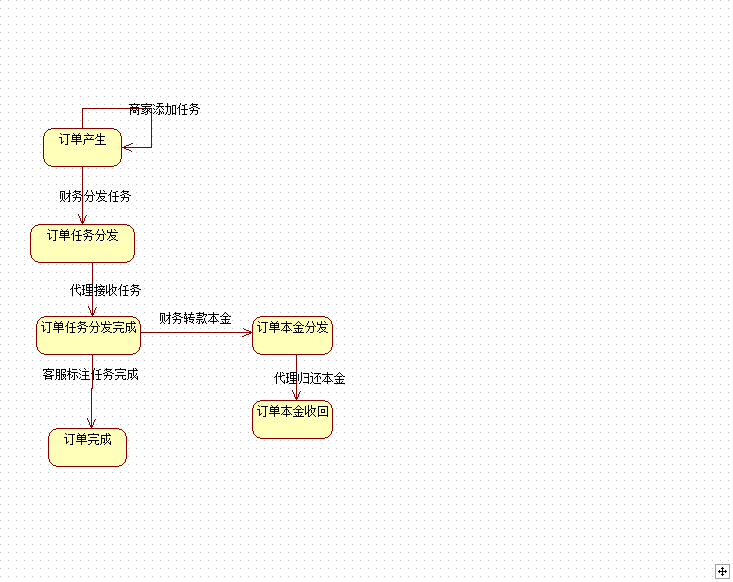 商家添加任务
订单产生
财务分发任务
订单任务分发
代理接收任务
订单任务分发完成
财务转款本金
订单本金分发
客服标注任务完成
代理归还本金
订单本金收回
订单完成